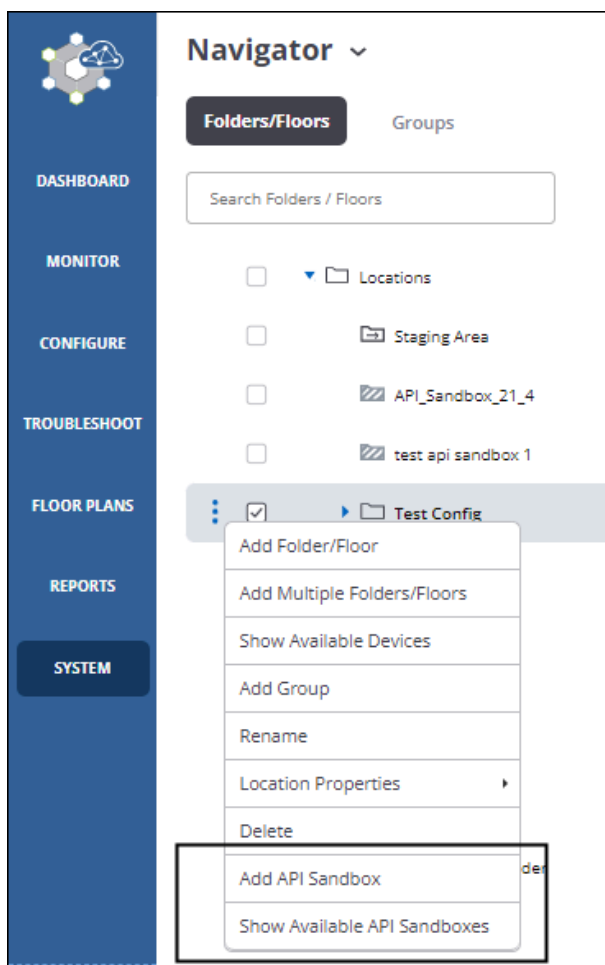 Navigator
Folders/Floors
Groups
Search Folders / Floors
DASHBOARD
MONITOR
CONFIGURE
TROUBLESHOOT
FLOOR PLANS
REPORTS
SYSTEM
Locations
Staging Area
API_Sandbox_21_4
test api sandbox 1
Test Config
Add Folder/Floor
Add Multiple Folders/Floors
Show Available Devices
Add Group
Rename
Location Properties
Delete
Add API Sandbox
der
Show Available API Sandboxes